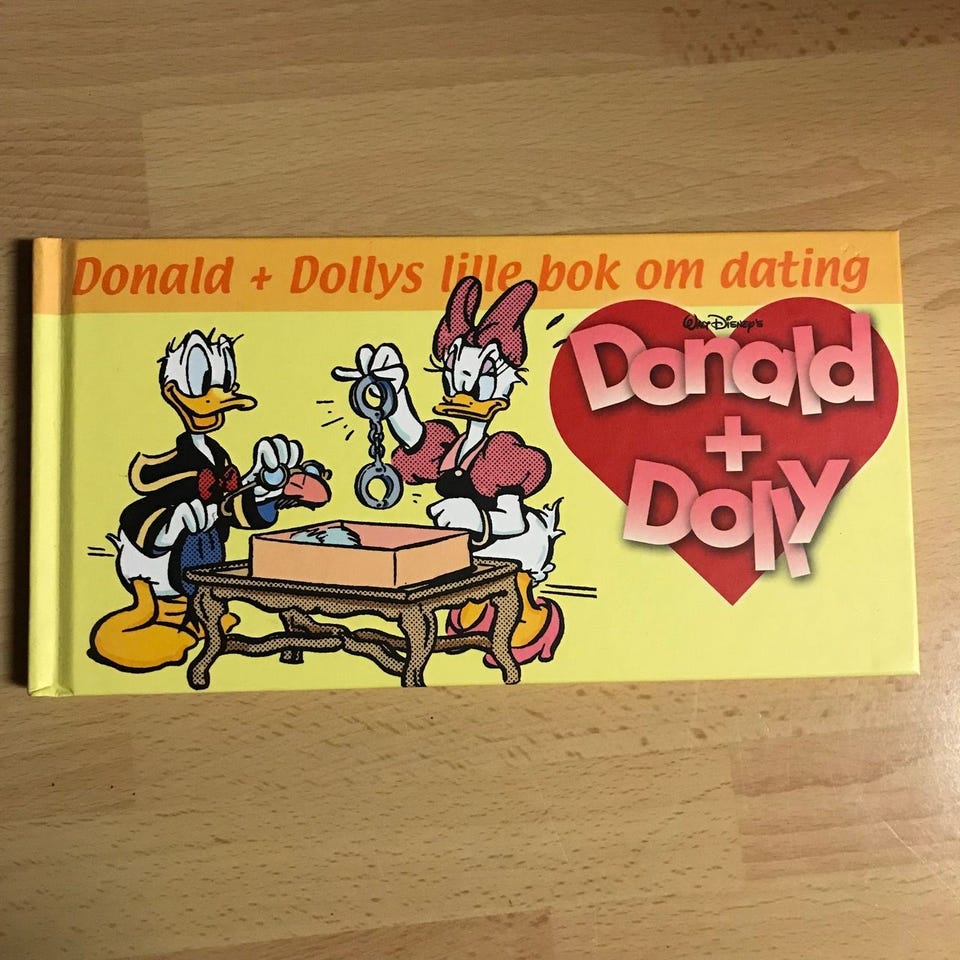 Donald + Dollys lille bok om dating
Walt Disney's
Donald
+
Dolly